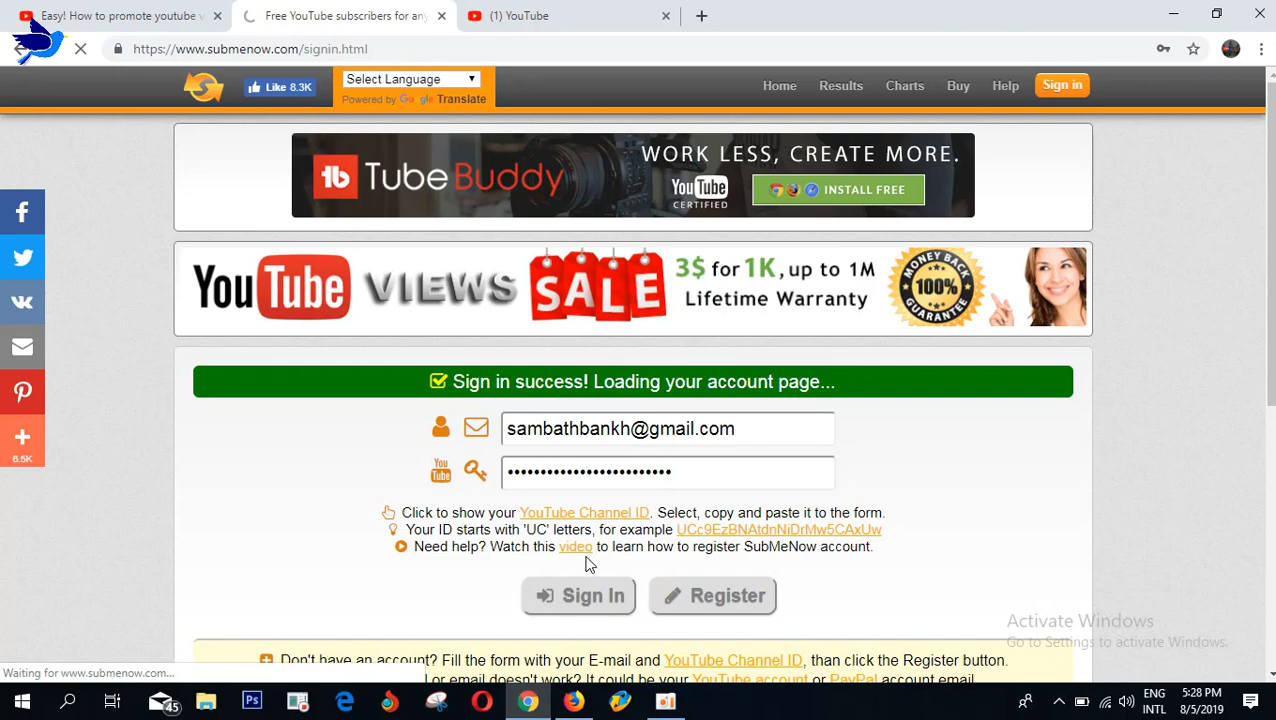 Easy! How to promote youtube v
Free YouTube subscribers for any
(1) YouTube
https://www.submenow.com/signin.html
Like 8.3K
Select Language
Powered by Google Translate
Home Results Charts Buy Help Sign in
TubeBuddy
WORK LESS, CREATE MORE.
YouTube CERTIFIED
INSTALL FREE
YouTube VIEWS SALE 3$ for 1K, up to 1M
Lifetime Warranty
MONEY BACK 100% GUARANTEE
Sign in success! Loading your account page...
sambathbankh@gmail.com
You Tube
Click to show your YouTube Channel ID. Select, copy and paste it to the form.
Your ID starts with 'UC' letters, for example UCc9EzBNAtdnNiDrMw5CAxUw
Need help? Watch this video to learn how to register SubMeNow account.
Sign In Register
6.5K
Activate Windows
Go to Settings to activate Windows.
Don't have an account? Fill the form with your E-mail and YouTube Channel ID, than click the Register button.
or email doesn't work? It could be your YouTube account or PayPal account email
Waiting for www.submenow.com...
45
Ps
ENG
INTL
5:28 PM
8/5/2019